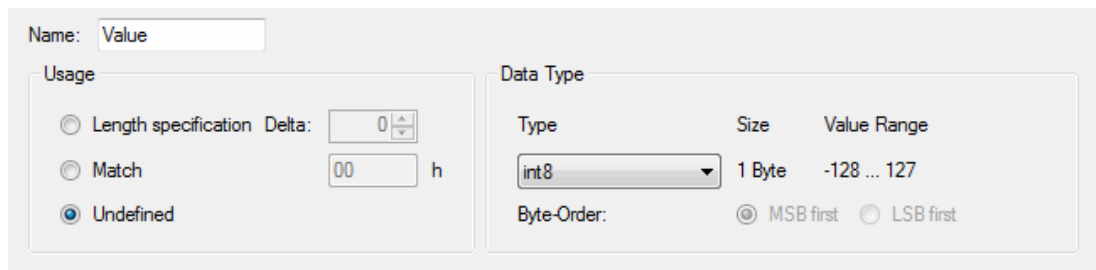 Name: Value
Usage
Length specification Delta: 0
Match 00 h
Undefined
Data Type
Type Size Value Range
int8 1 Byte -128 ... 127
Byte-Order: MSB first LSB first